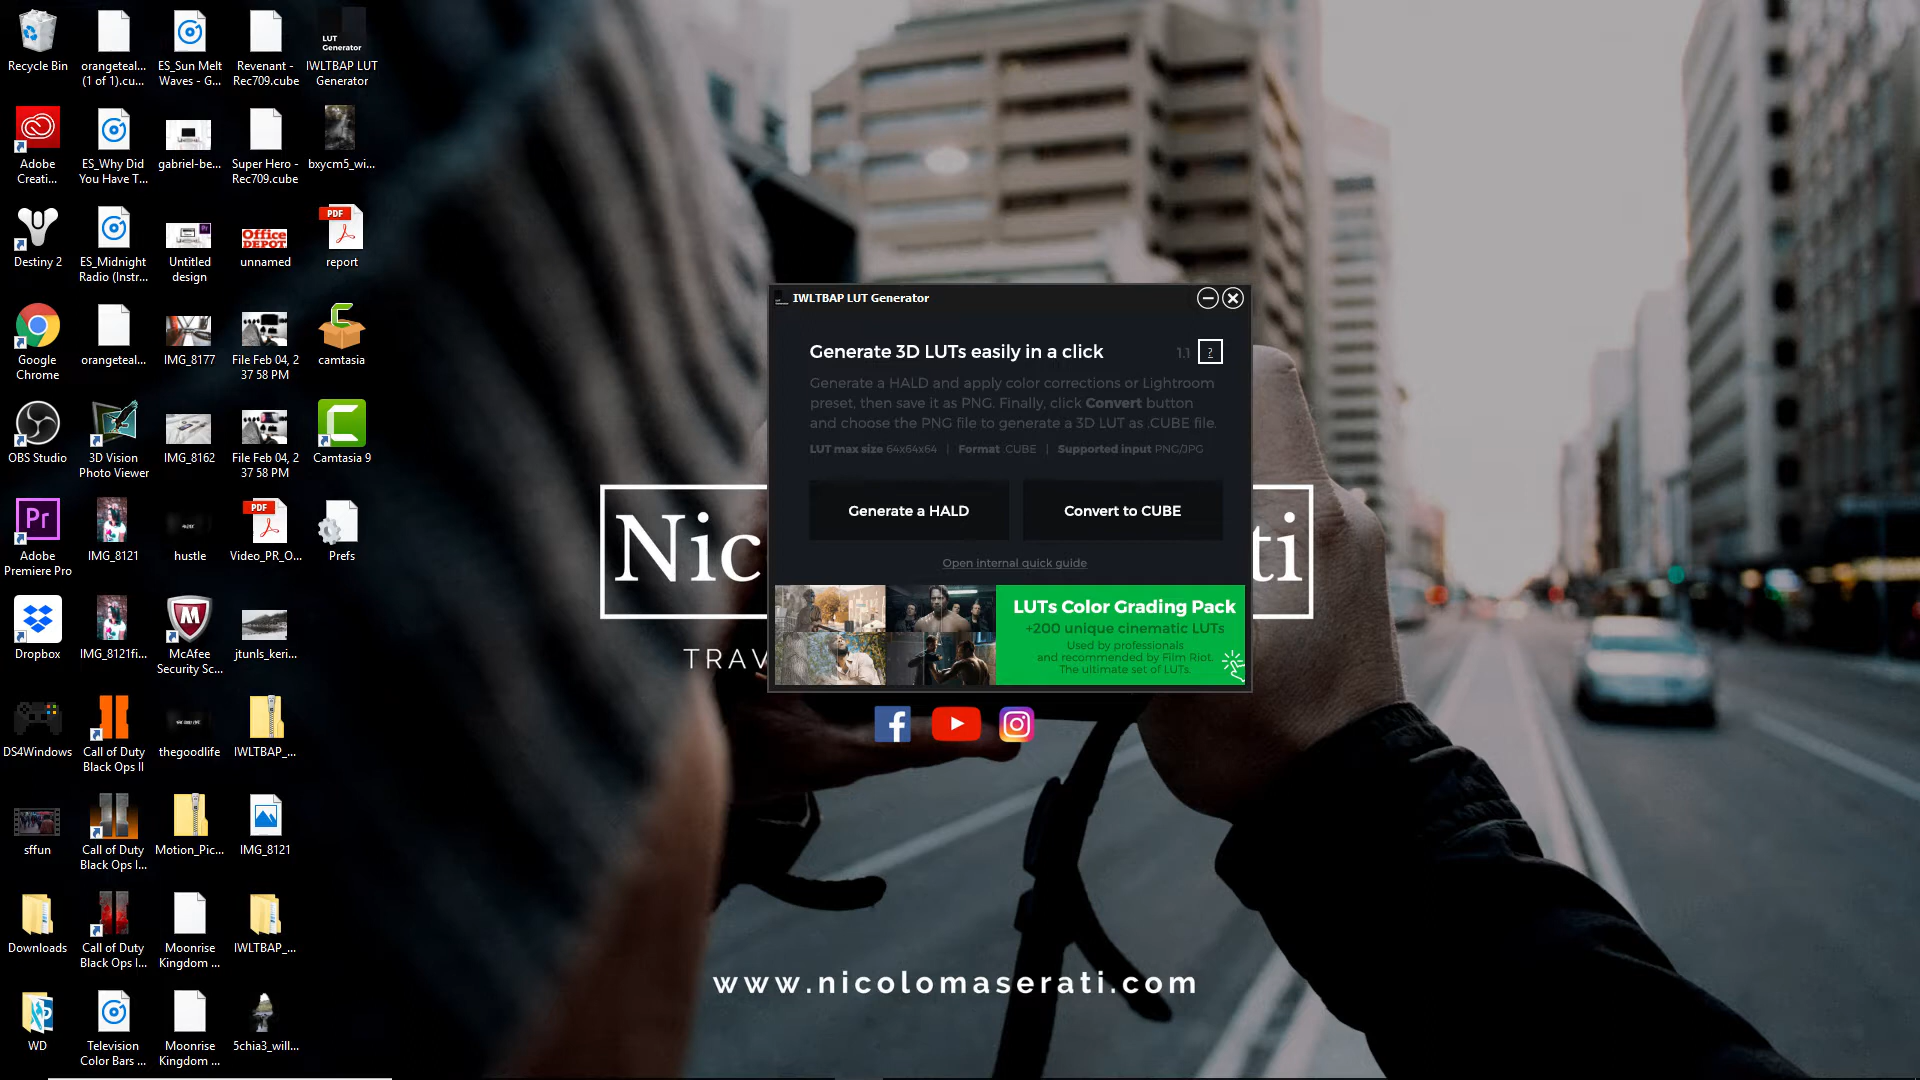 Recycle Bin
orangeteal...
(1 of 1).cu...
ES_Sun Melt
Waves - G...
Revenant -
Rec709.cube
LUT
Generator
IWLTBAP LUT
Generator
Adobe
Creati...
ES_Why Did
You Have T...
gabriel-be...
Super Hero -
Rec709.cube
bxycm5_wi...
Destiny 2
ES_Midnight
Radio (Instr...
Pr
Untitled
design
Office
DEPOT
unnamed
PDF
report
Google
Chrome
orangeteal...
IMG_8177
File Feb 04, 2
37 58 PM
camtasia
OBS Studio
3D Vision
Photo Viewer
IMG_8162
File Feb 04, 2
37 58 PM
Camtasia 9
Pr
Adobe
Premiere Pro
IMG_8121
hustle
PDF
Video_PR_O...
Prefs
Dropbox
IMG_8121fi...
McAfee
Security Sc...
jtunls_keri...
DS4Windows
Call of Duty
Black Ops II
thegoodlife
IWLTBAP_...
sffun
Call of Duty
Black Ops I...
Motion_Pic...
IMG_8121
Downloads
Call of Duty
Black Ops I...
Moonrise
Kingdom ...
IWLTBAP_...
WD
Television
Color Bars ...
Moonrise
Kingdom ...
5chia3_will...
IWLTBAP LUT Generator
Generate 3D LUTs easily in a click
1.1 ?
Generate a HALD and apply color corrections or Lightroom
preset, then save it as PNG. Finally, click Convert button
and choose the PNG file to generate a 3D LUT as .CUBE file.
LUT max size 64x64x64 | Format .CUBE | Supported input PNG/JPG
Generate a HALD
Convert to CUBE
Open internal quick guide
LUTs Color Grading Pack
+200 unique cinematic LUTs
Used by professionals
and recommended by Film Riot.
The ultimate set of LUTs.
Nic
ti
TRAV
www.nicolomaserati.com